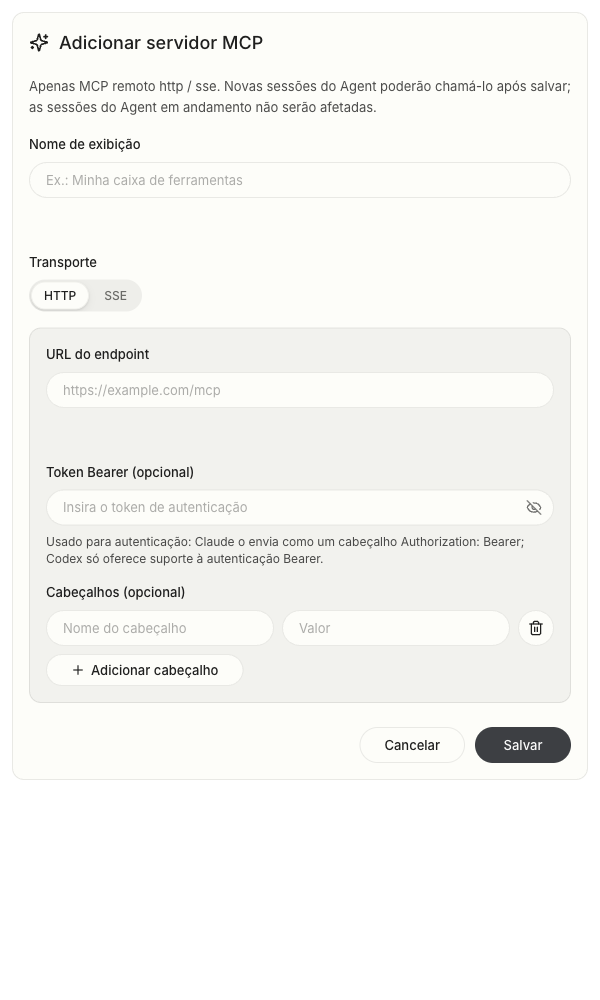 Adicionar servidor MCP
Apenas MCP remoto http / sse. Novas sessões do Agent poderão chamá-lo após salvar;
as sessões do Agent em andamento não serão afetadas.
Nome de exibição
Ex.: Minha caixa de ferramentas
Transporte
HTTP SSE
URL do endpoint
https://example.com/mcp
Token Bearer (opcional)
Insira o token de autenticação
Usado para autenticação: Claude o envia como um cabeçalho Authorization: Bearer;
Codex só oferece suporte à autenticação Bearer.
Cabeçalhos (opcional)
Nome do cabeçalho Valor
Adicionar cabeçalho
Cancelar Salvar